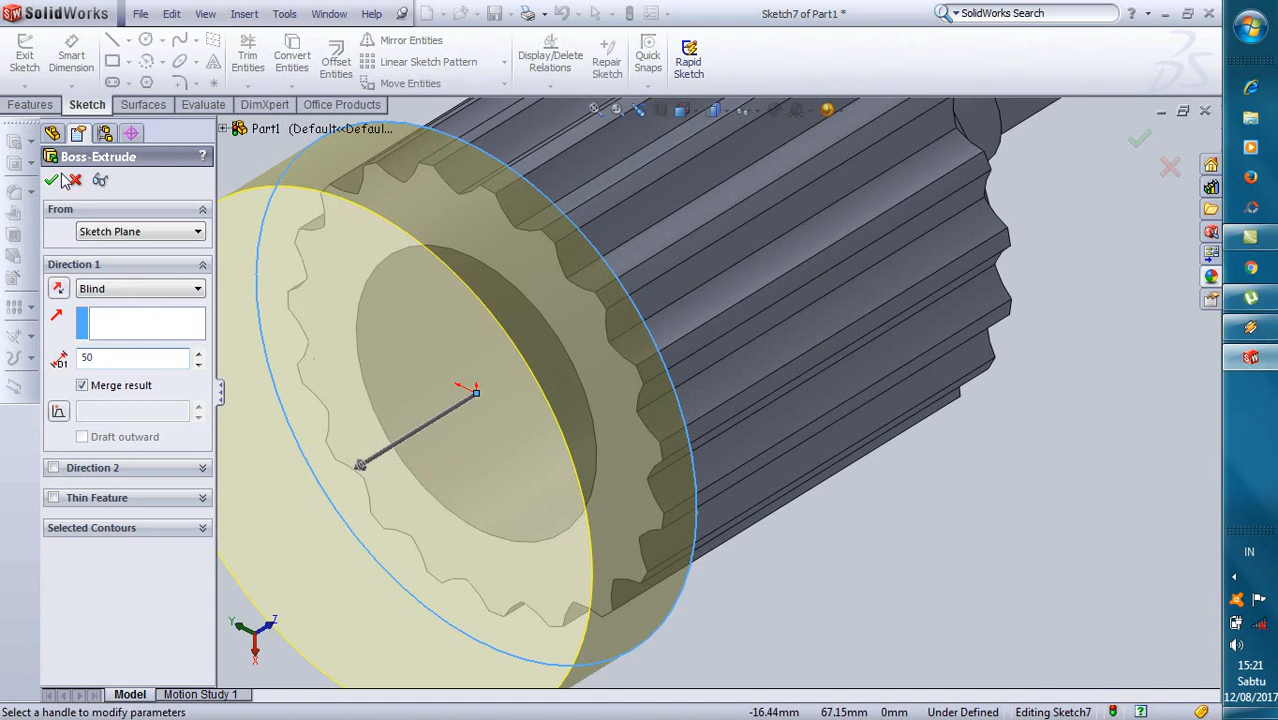 SW SolidWorks File Edit View Insert Tools Window Help Sketch7 of Part1 * SolidWorks Search ?
Exit Sketch
Smart Dimension
Trim Entities
Convert Entities
Offset Entities
Mirror Entities
Linear Sketch Pattern
Move Entities
Display/Delete Relations
Repair Sketch
Quick Snaps
Rapid Sketch
Features Sketch Surfaces Evaluate DimXpert Office Products
Part1 (Default<<Defaul...
Boss-Extrude ?
From
Sketch Plane
Direction 1
Blind
D1 50
Merge result
Draft outward
Direction 2
Thin Feature
Selected Contours
Y Z
X
Model Motion Study 1
Select a handle to modify parameters -16.44mm 67.15mm 0mm Under Defined Editing Sketch7 ?
IN
15:21
Sabtu
12/08/2017